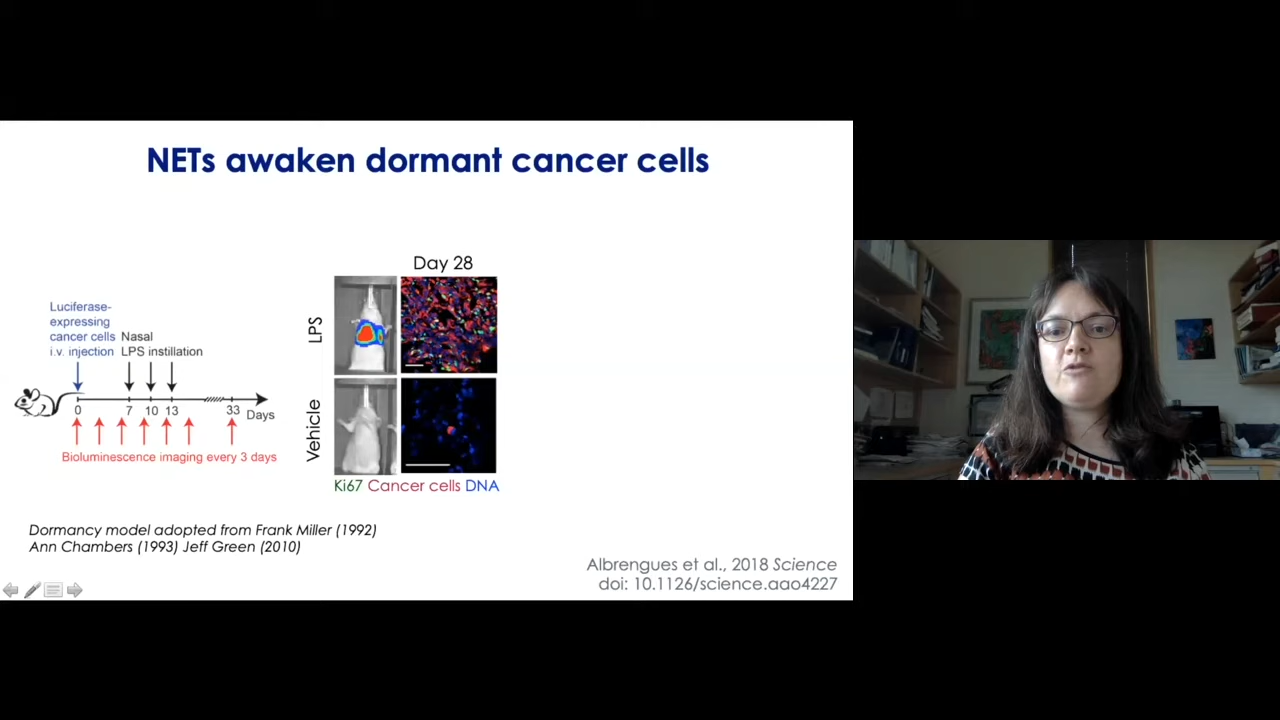 NETs awaken dormant cancer cells
Day 28
Luciferase-
expressing
cancer cells
i.v. injection
Nasal
LPS instillation
0
7
10
13
33
Days
Bioluminescence imaging every 3 days
LPS
Vehicle
Ki67 Cancer cells DNA
Dormancy model adopted from Frank Miller (1992)
Ann Chambers (1993) Jeff Green (2010)
Albrengues et al., 2018 Science
doi: 10.1126/science.aao4227